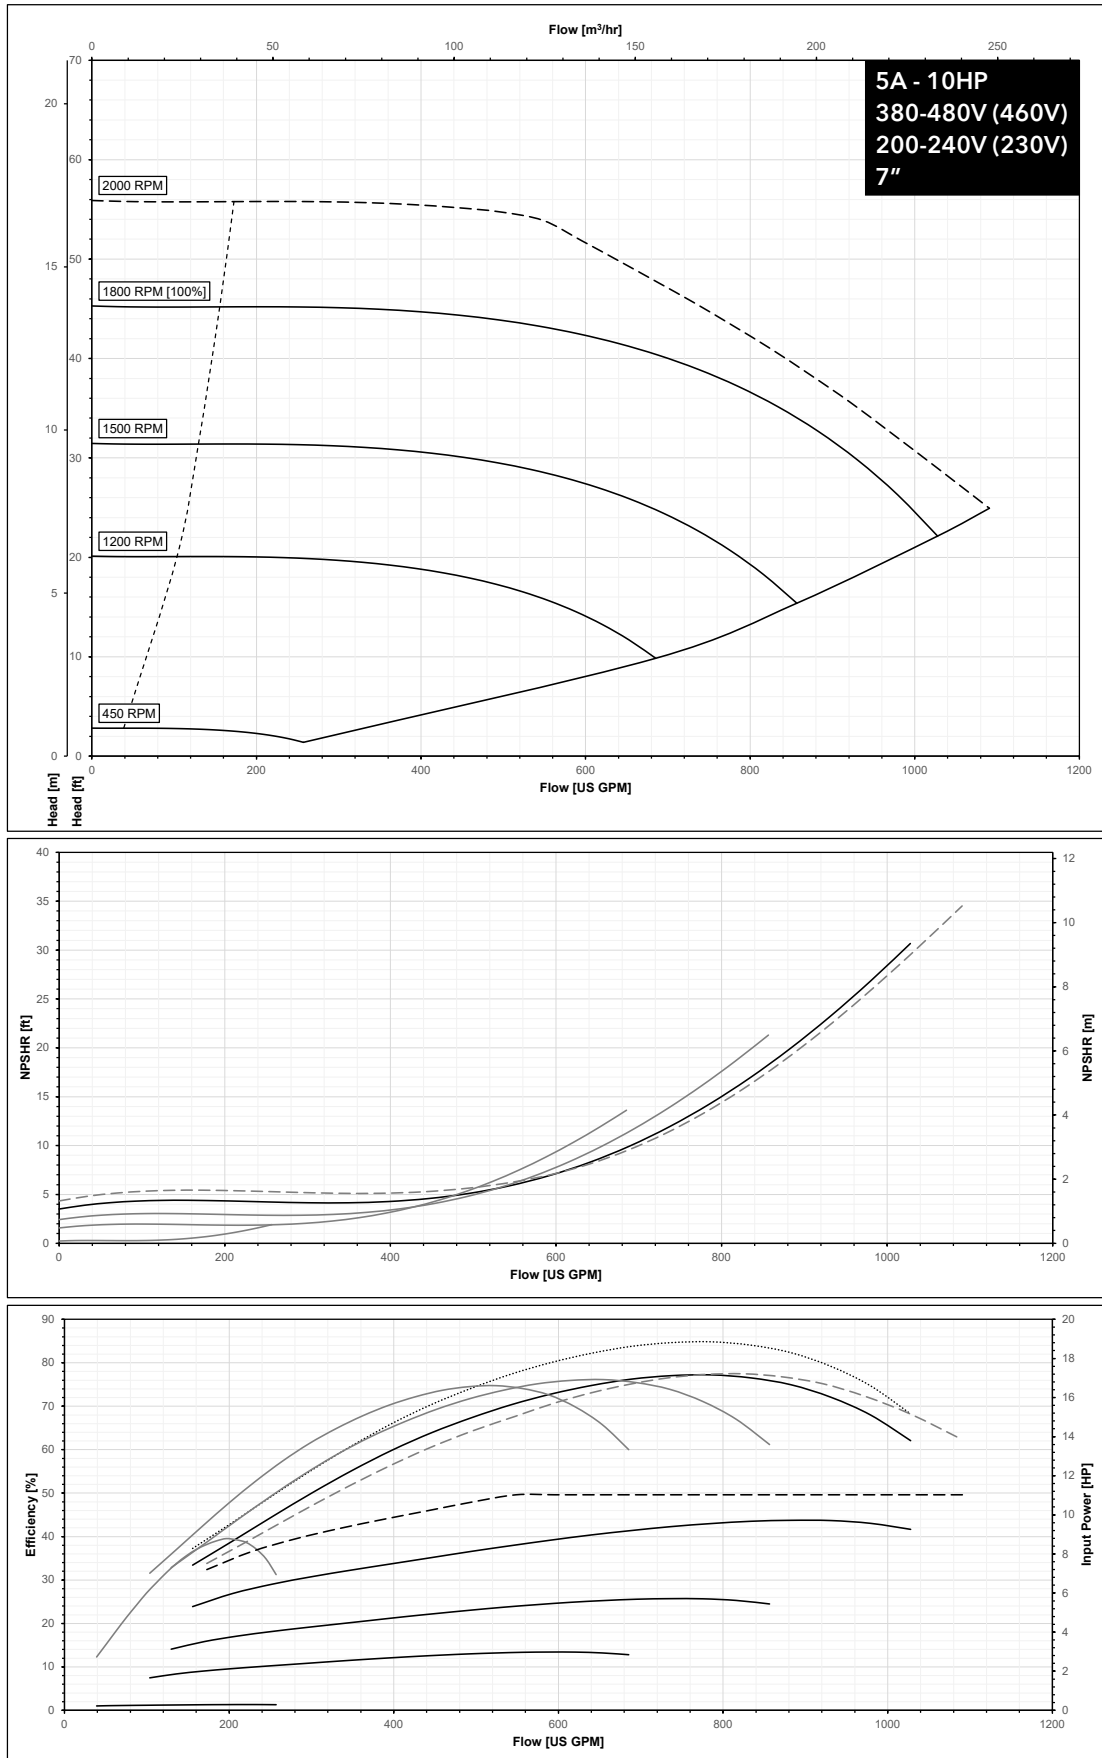 Flow [m³/hr]
0 50 100 150 200 250
5A - 10HP
380-480V (460V)
200-240V (230V)
7"
70
20
60
2000 RPM
15
50
1800 RPM [100%]
40
1500 RPM
10
30
1200 RPM
20
5
10
450 RPM
0 0
0 200 400 600 800 1000 1200
Flow [US GPM]
Head [m]
Head [ft]
40
35
30
25
20
15
10
5
0
NPSHR [ft]
12
10
8
6
4
2
0
NPSHR [m]
0 200 400 600 800 1000 1200
Flow [US GPM]
90
80
70
60
50
40
30
20
10
0
Efficiency [%]
20
18
16
14
12
10
8
6
4
2
0
Input Power [HP]
0 200 400 600 800 1000 1200
Flow [US GPM]